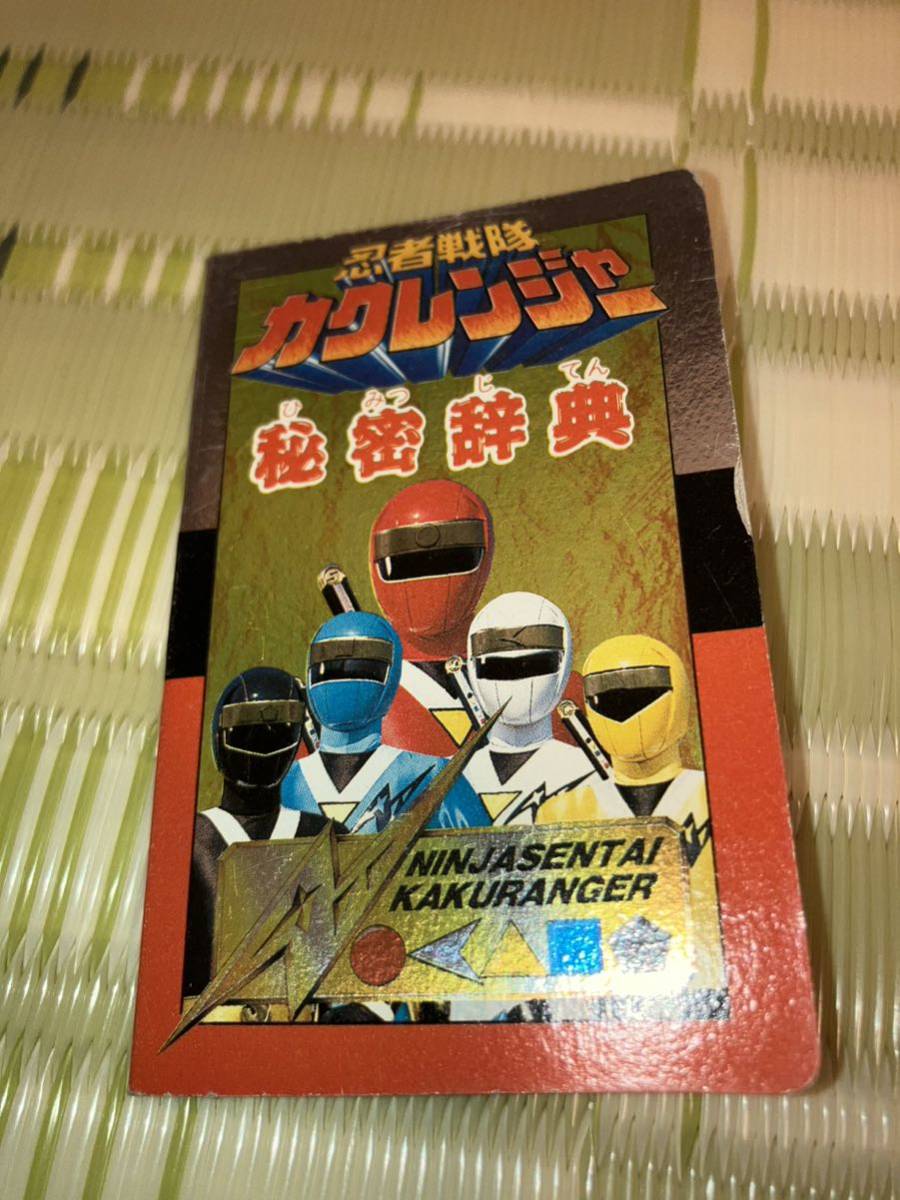 忍者戦隊
カクレンジャー
ひ みつ じ てん
秘密辞典
NINJASENTAI
KAKURANGER